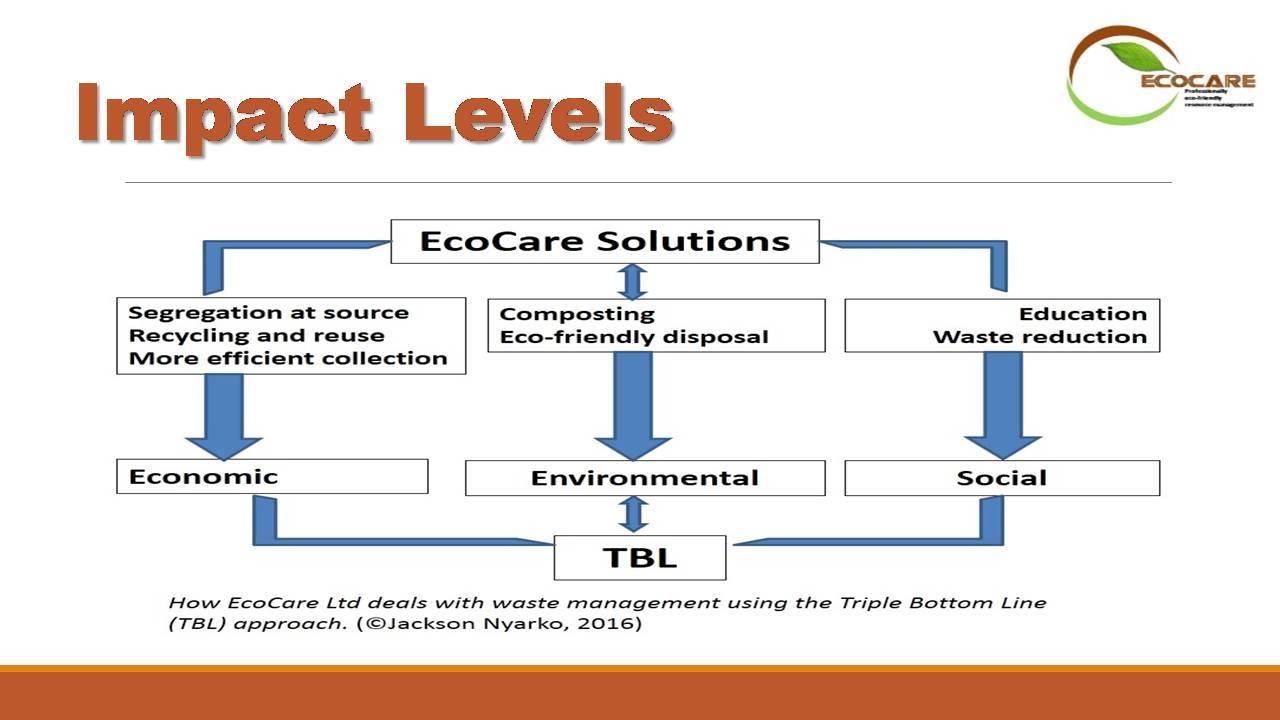 Impact Levels
ECOCARE
Professionally
eco-friendly
resource management
EcoCare Solutions
Segregation at source
Recycling and reuse
More efficient collection
Composting
Eco-friendly disposal
Education
Waste reduction
Economic
Environmental
Social
TBL
How EcoCare Ltd deals with waste management using the Triple Bottom Line
(TBL) approach. (©Jackson Nyarko, 2016)